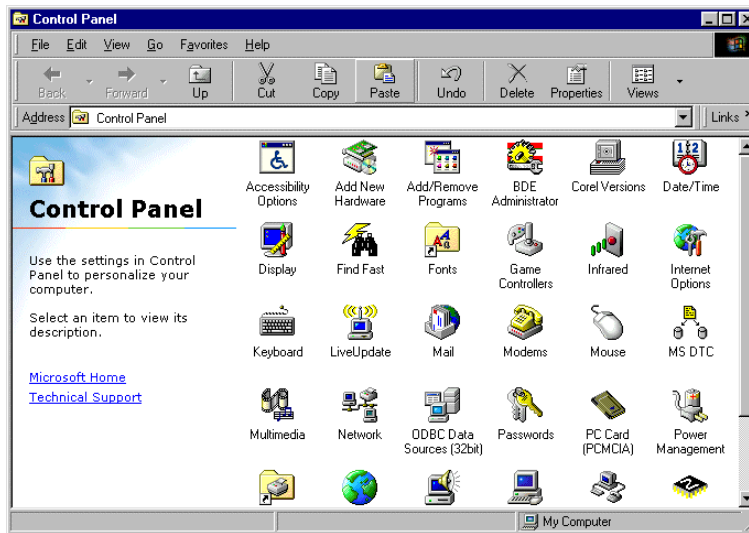 Control Panel
File Edit View Go Favorites Help
Back Forward Up Cut Copy Paste Undo Delete Properties Views
Address Control Panel Links
Control Panel
Use the settings in Control
Panel to personalize your
computer.
Select an item to view its
description.
Microsoft Home
Technical Support
Accessibility
Options
Add New
Hardware
Add/Remove
Programs
BDE
Administrator
Corel Versions
Date/Time
Display
Find Fast
Fonts
Game
Controllers
Infrared
Internet
Options
Keyboard
LiveUpdate
Mail
Modems
Mouse
MS DTC
Multimedia
Network
ODBC Data
Sources (32bit)
Passwords
PC Card
(PCMCIA)
Power
Management
My Computer